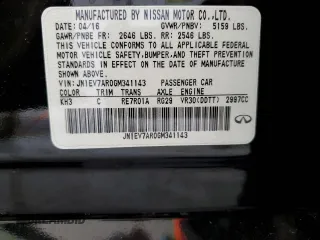 MFD BY NISSAN MOTOR CO., LTD.
DATE: 04/16 GVWR/PNBV: 5159 LBS.
GAWR/PNBE FR: 2646 LBS. RR: 2546 LBS.
THIS VEHICLE CONFORMS TO ALL APPLICABLE FEDERAL
MOTOR VEHICLE SAFETY, BUMPER, AND THEFT PREVENTION
STANDARDS IN EFFECT ON THE DATE OF MANUFACTURE
SHOWN ABOVE.
VIN: JN1EV7AR0GM341143 PASSENGER CAR
COLOR TRIM TRANS AXLE ENGINE
KH3 C RE7R01A RG29 VR30(DDTT) 2997CC
JN1EV7AR0GM341143